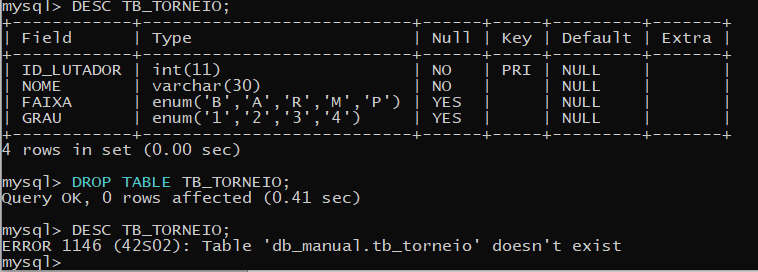 mysql> DESC TB_TORNEIO;
+------------+---------------------------+------+-----+---------+-------+
| Field      | Type                      | Null | Key | Default | Extra |
+------------+---------------------------+------+-----+---------+-------+
| ID_LUTADOR | int(11)                   | NO   | PRI | NULL    |       |
| NOME       | varchar(30)               | NO   |     | NULL    |       |
| FAIXA      | enum('B','A','R','M','P') | YES  |     | NULL    |       |
| GRAU       | enum('1','2','3','4')     | YES  |     | NULL    |       |
+------------+---------------------------+------+-----+---------+-------+
4 rows in set (0.00 sec)
mysql> DROP TABLE TB_TORNEIO;
Query OK, 0 rows affected (0.41 sec)
mysql> DESC TB_TORNEIO;
ERROR 1146 (42S02): Table 'db_manual.tb_torneio' doesn't exist
mysql>